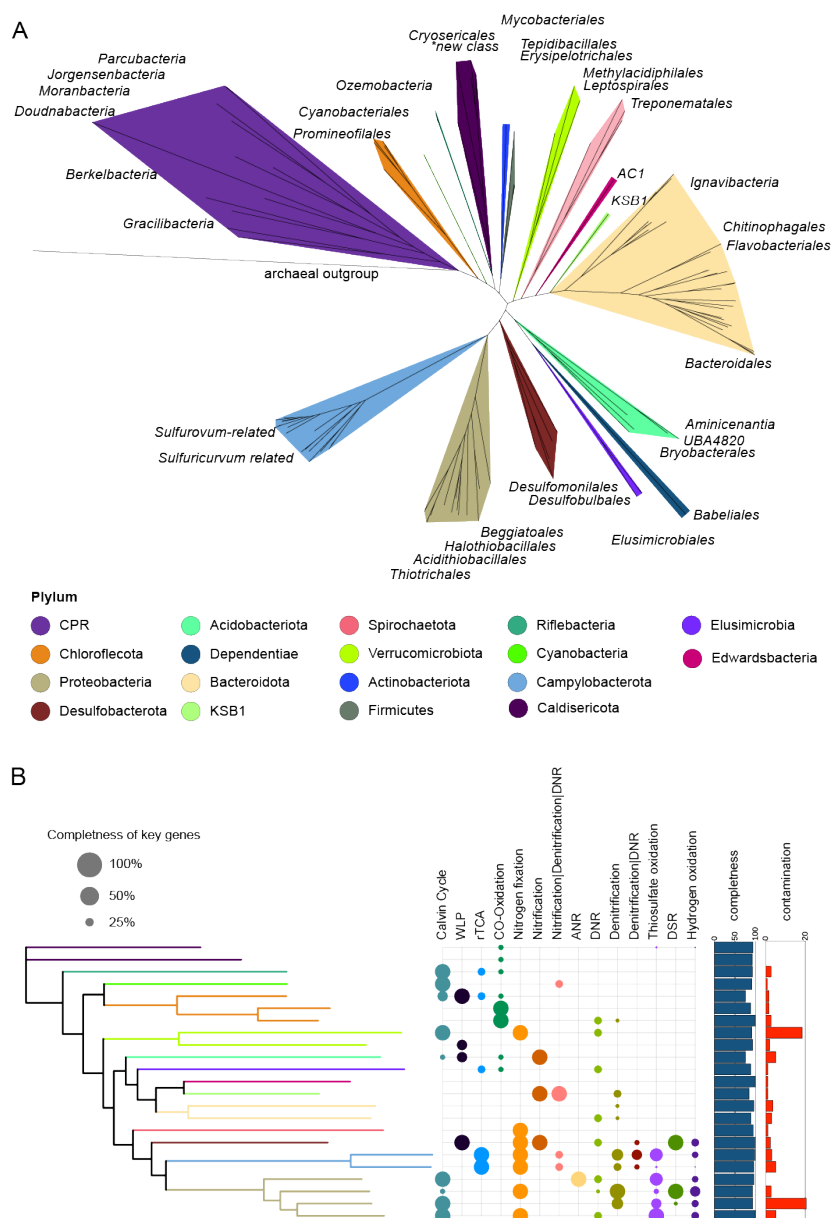 A
Mycobacteriales
Cryosericales
*new class
Tepidibacillales
Erysipelotrichales
Parcubacteria
Jorgensenbacteria
Moranbacteria
Doudnabacteria
Ozemobacteria
Cyanobacteriales
Promineofilales
Methylacidiphilales
Leptospirales
Treponematales
Berkelbacteria
AC1
KSB1
Ignavibacteria
Gracilibacteria
Chitinophagales
Flavobacteriales
archaeal outgroup
Bacteroidales
Sulfurovum-related
Sulfuricurvum related
Aminicenantia
UBA4820
Bryobacterales
Desulfomonilales
Desulfobulbales
Babeliales
Beggiatoales
Halothiobacillales
Acidithiobacillales
Thiotrichales
Elusimicrobiales
Plylum
CPR
Acidobacteriota
Spirochaetota
Riflebacteria
Elusimicrobia
Chloroflecota
Dependentiae
Verrucomicrobiota
Cyanobacteria
Edwardsbacteria
Proteobacteria
Bacteroidota
Actinobacteriota
Campylobacterota
Desulfobacterota
KSB1
Firmicutes
Caldisericota
B
Completness of key genes
100%
50%
25%
Calvin Cycle
WLP
rTCA
CO-Oxidation
Nitrogen fixation
Nitrification
Nitrification|Denitrification|DNR
ANR
DNR
Denitrification
Denitrification|DNR
Thiosulfate oxidation
DSR
Hydrogen oxidation
completness
contamination
0
50
100
0
20